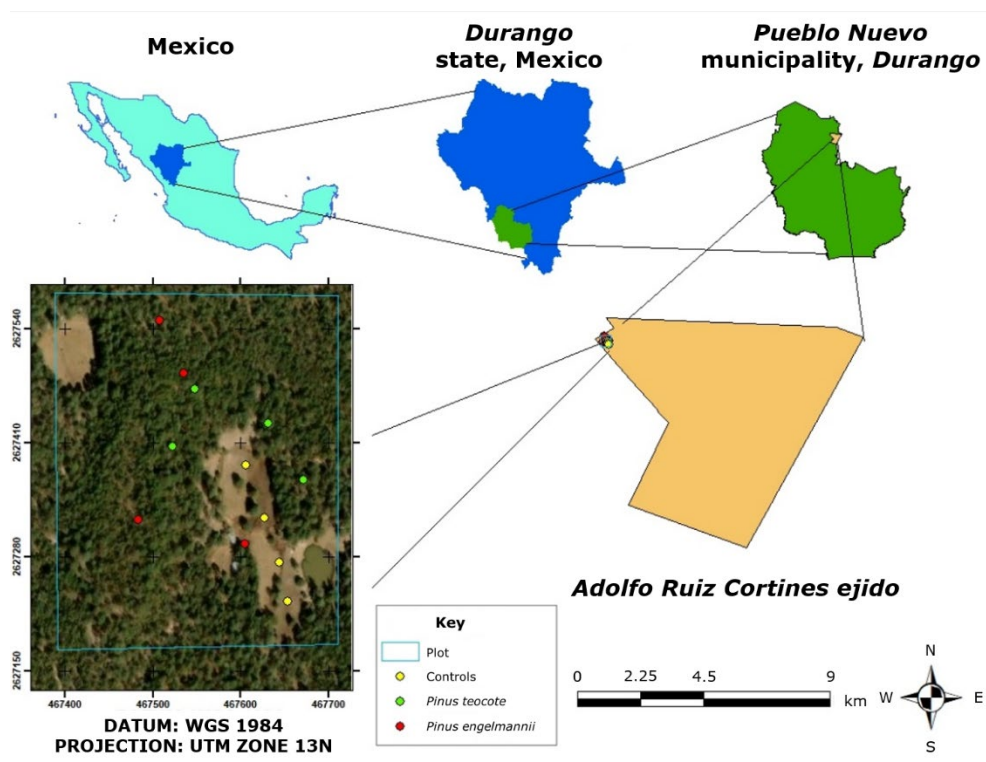 Mexico
Durango
state, Mexico
Pueblo Nuevo
municipality, Durango
2627540
2627410
2627280
2627150
467400
467500
467600
467700
DATUM: WGS 1984
PROJECTION: UTM ZONE 13N
Key
Plot
Controls
Pinus teocote
Pinus engelmannii
Adolfo Ruiz Cortines ejido
0 2.25 4.5 9
km
N
W E
S